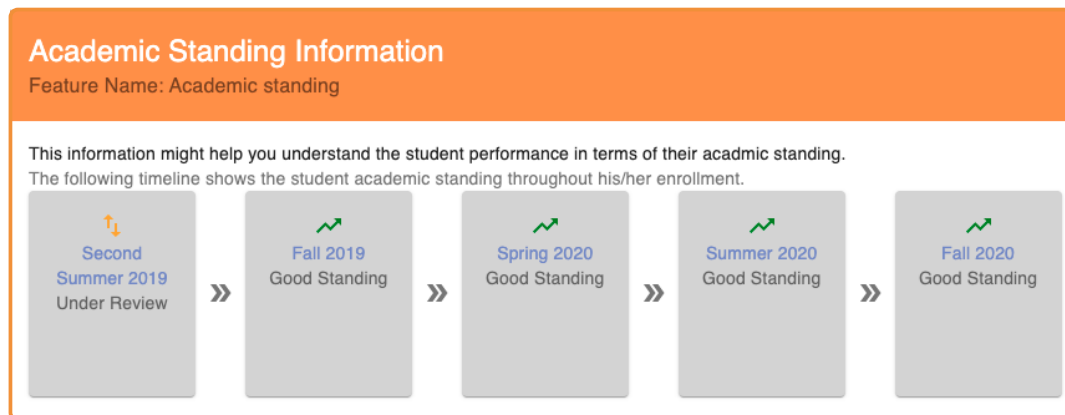 Academic Standing Information
Feature Name: Academic standing
This information might help you understand the student performance in terms of their acadmic standing.
The following timeline shows the student academic standing throughout his/her enrollment.
Second
Summer 2019
Under Review
»
Fall 2019
Good Standing
»
Spring 2020
Good Standing
»
Summer 2020
Good Standing
»
Fall 2020
Good Standing